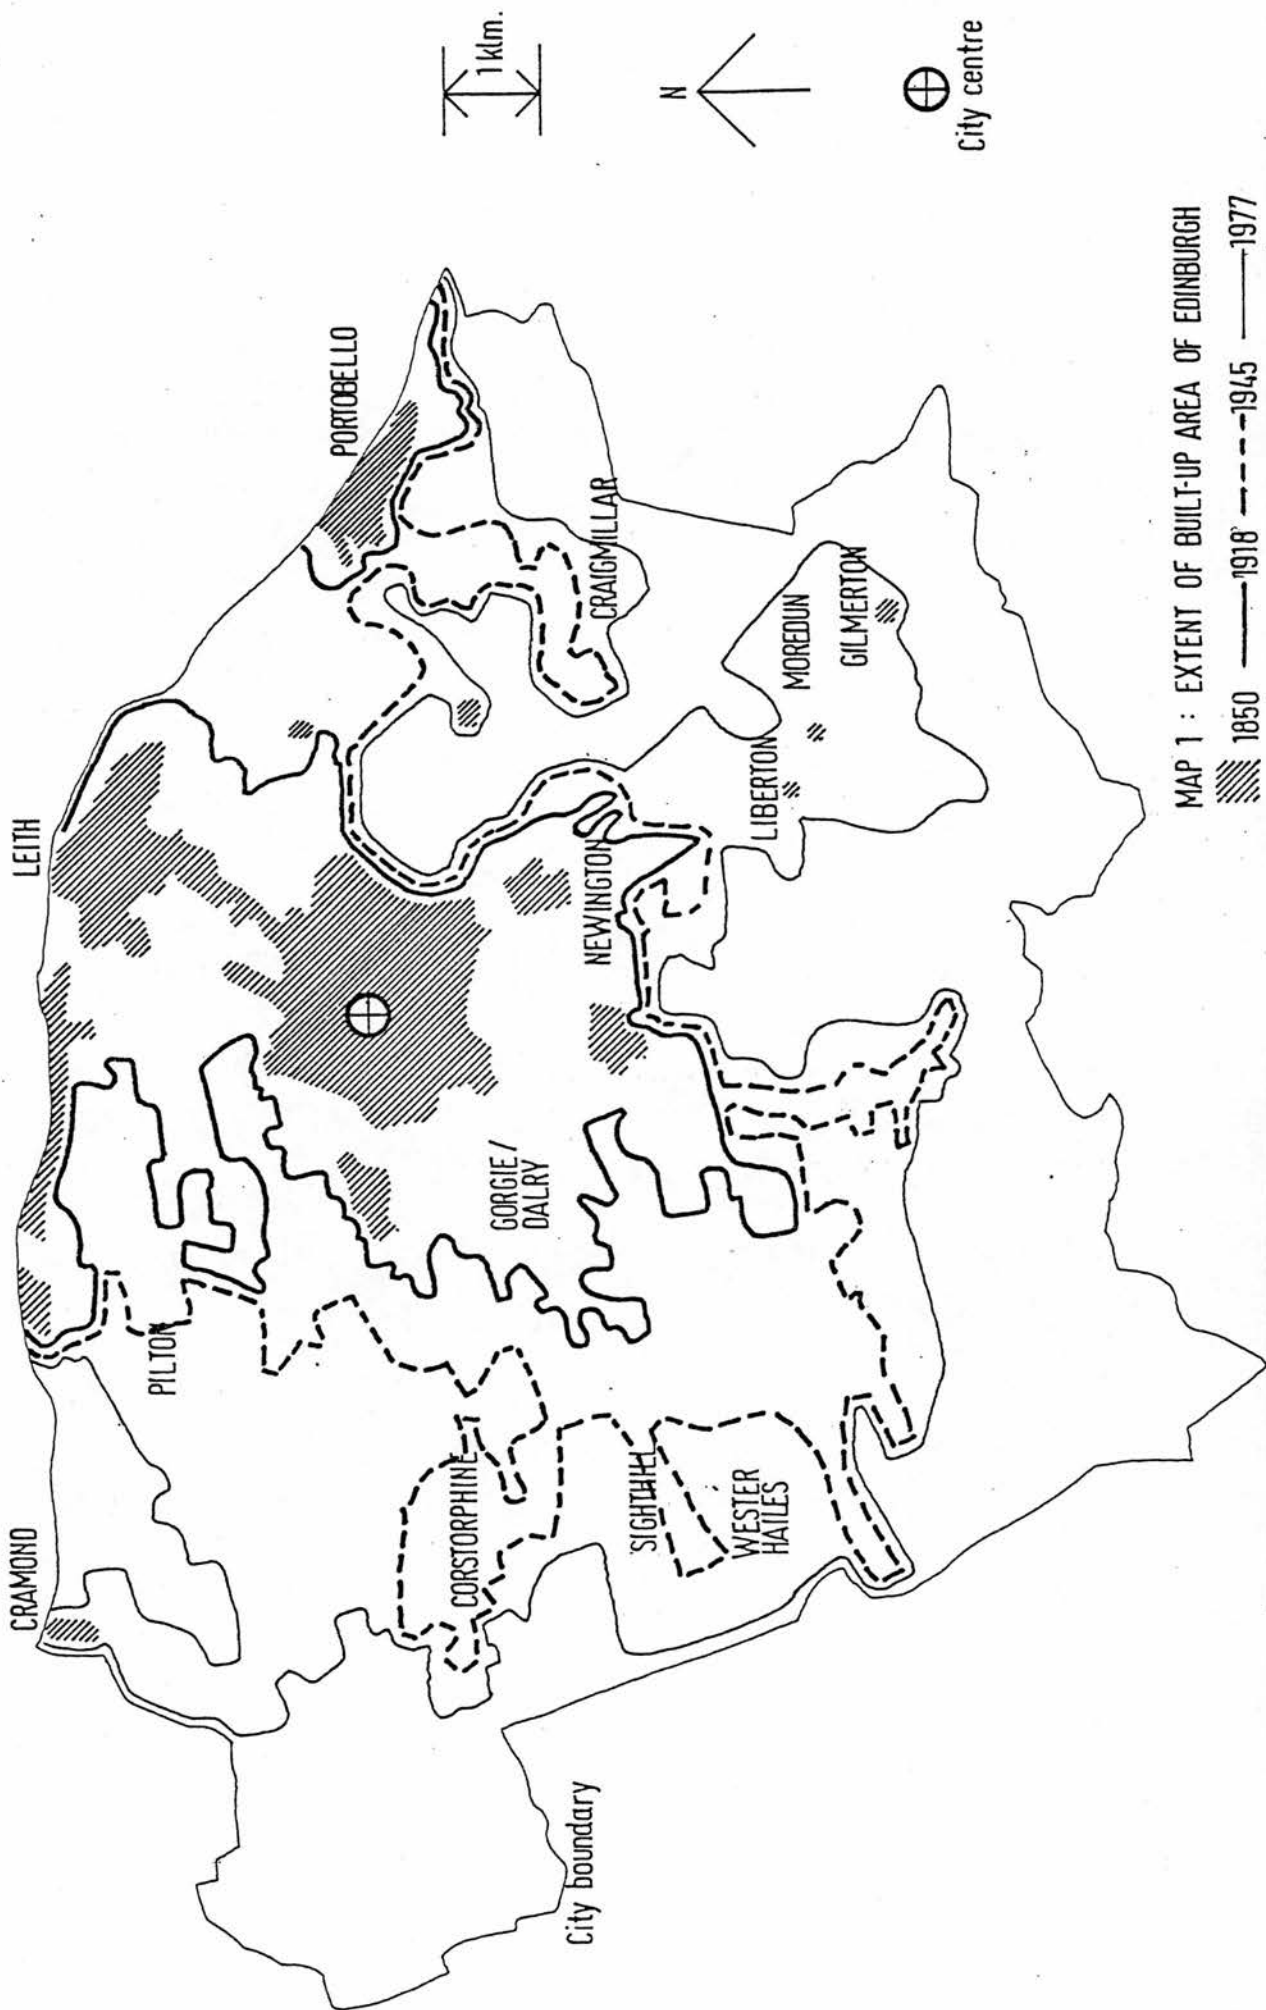 CRAMOND
LEITH
PORTOBELLO
PILTON
CORSTORPHINE
GORGIE /
DALRY
NEWINGTON
CRAIGMILLAR
SIGHTHILL
WESTER
HAILES
LIBERTON
MOREDUN
GILMERTON
City boundary
1 klm.
N
City centre
MAP 1 : EXTENT OF BUILT-UP AREA OF EDINBURGH
1850 1918 1945 1977